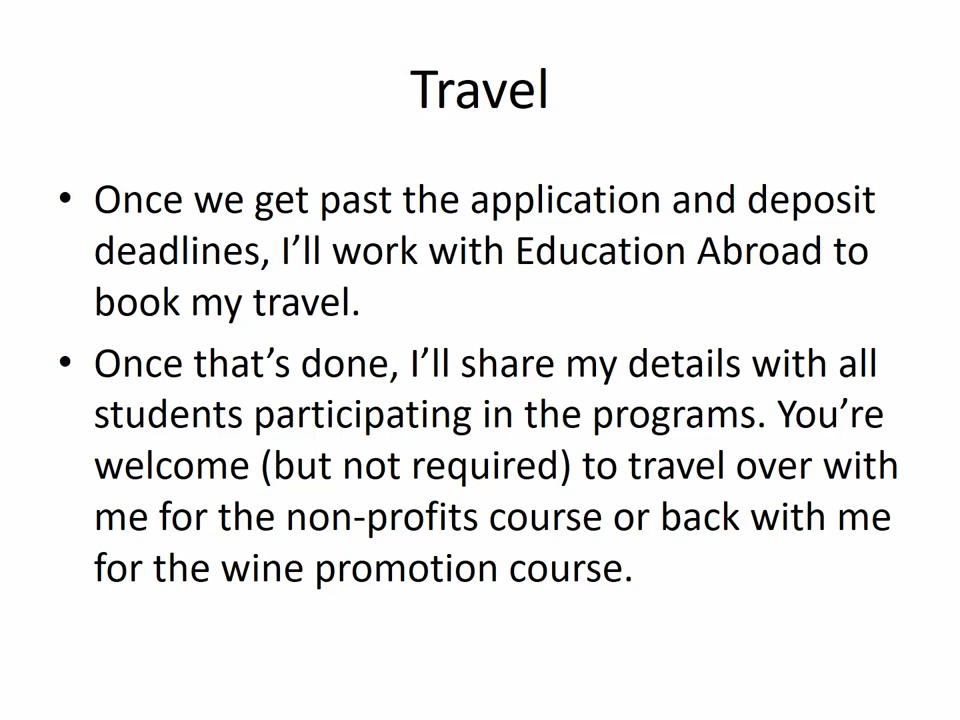 Travel
• Once we get past the application and deposit
deadlines, I’ll work with Education Abroad to
book my travel.
• Once that’s done, I’ll share my details with all
students participating in the programs. You’re
welcome (but not required) to travel over with
me for the non-profits course or back with me
for the wine promotion course.